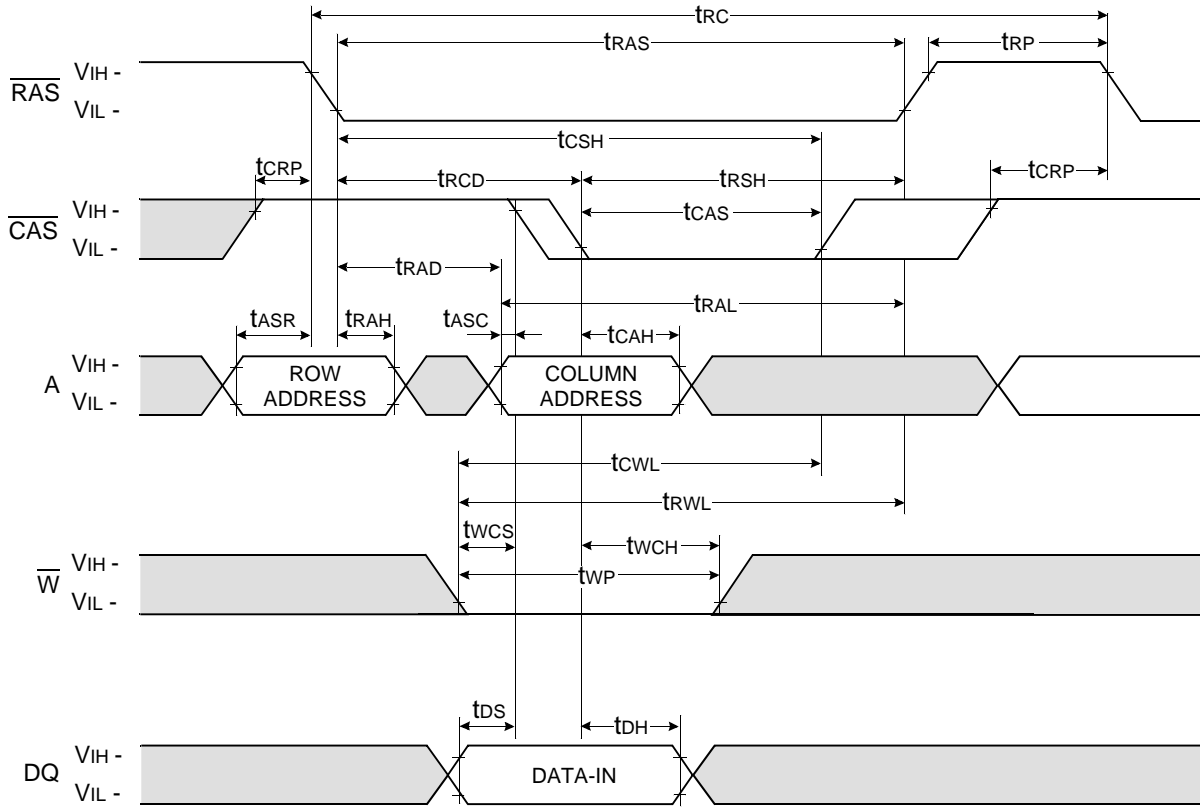 tRC
tRAS
tRP
RAS
VIH -
VIL -
tCSH
tCRP
tRCD
tRSH
tCRP
CAS
VIH -
VIL -
tCAS
tRAD
tRAL
tASR
tRAH
tASC
tCAH
A
VIH -
VIL -
ROW
ADDRESS
COLUMN
ADDRESS
tCWL
tRWL
tWCS
tWCH
W
VIH -
VIL -
tWP
tDS
tDH
DQ
VIH -
VIL -
DATA-IN